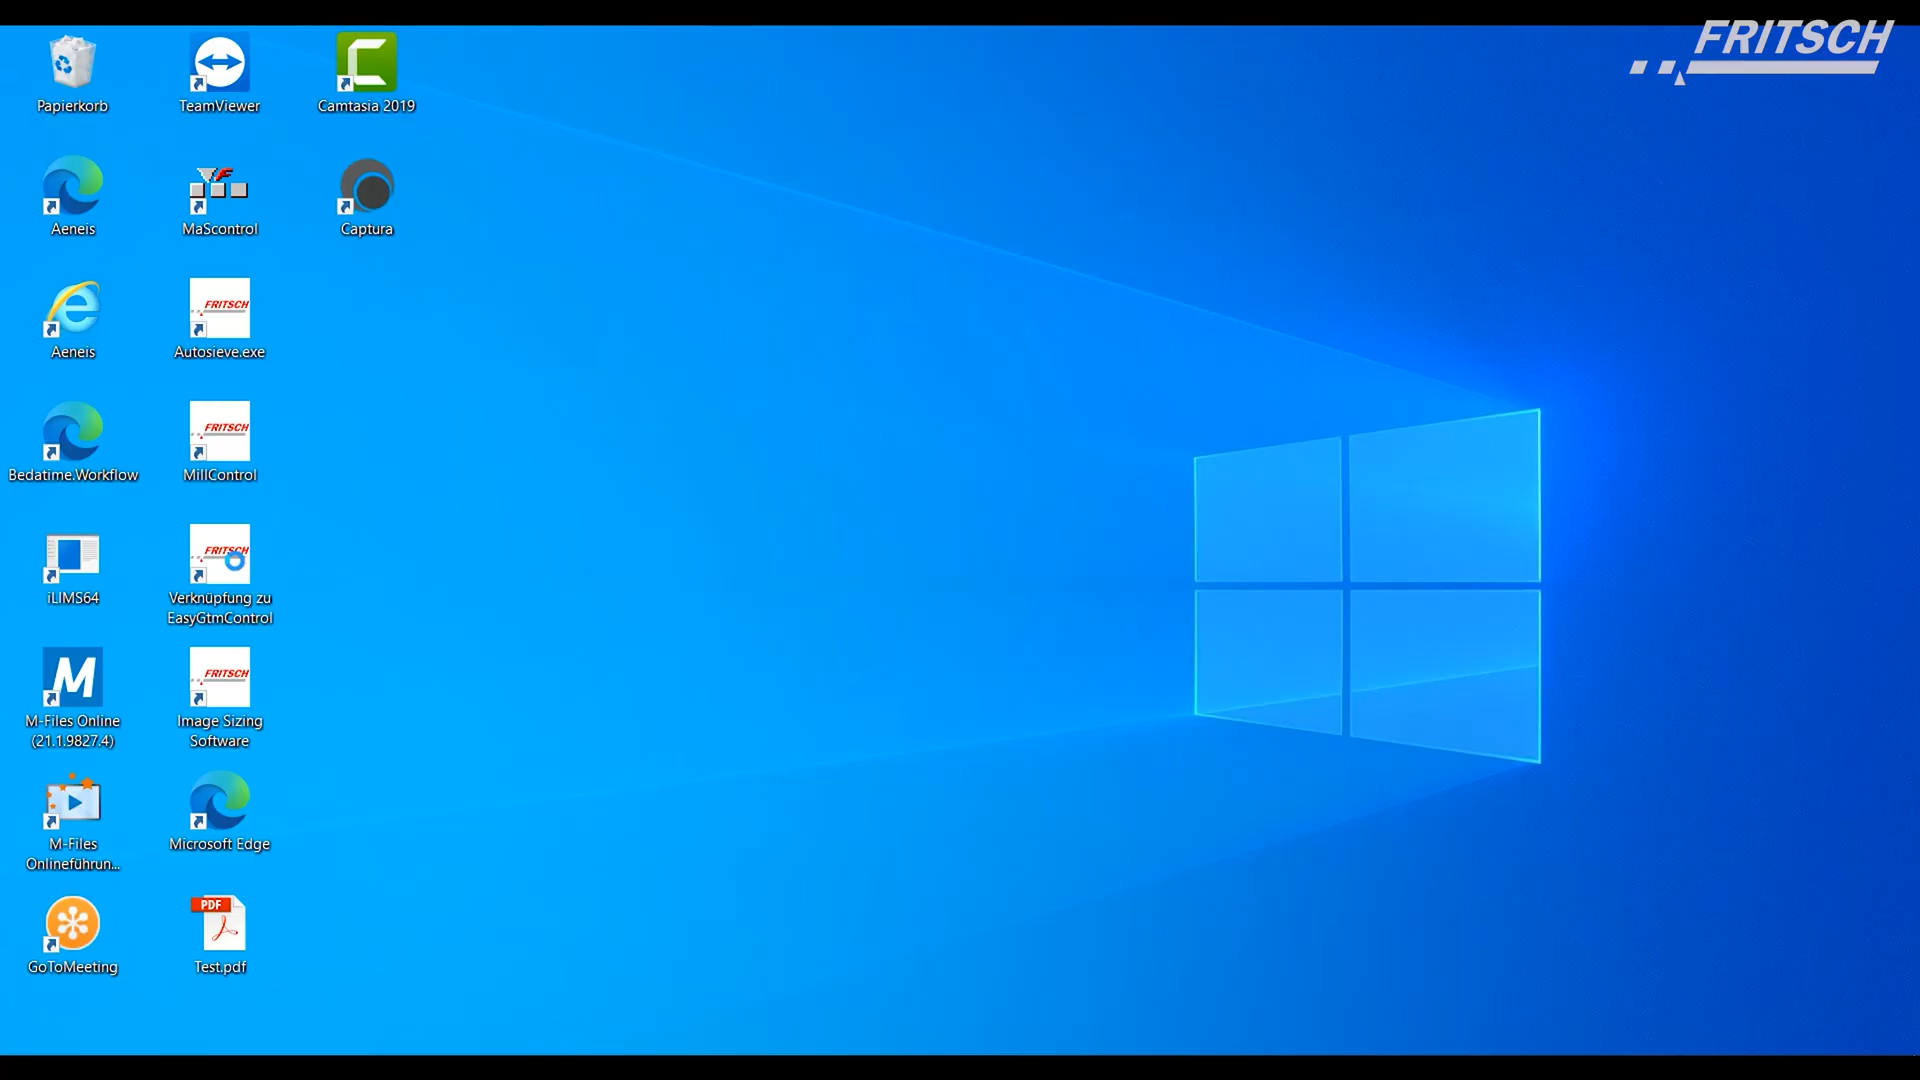 FRITSCH
Papierkorb
TeamViewer
Camtasia 2019
Aeneis
F
MaScontrol
Captura
Aeneis
FRITSCH
Autosieve.exe
Bedatime.Workflow
FRITSCH
MillControl
iLIMS64
FRITSCH
Verknüpfung zu
EasyGtmControl
M
M-Files Online
(21.1.9827.4)
FRITSCH
Image Sizing
Software
M-Files
Onlineführun...
Microsoft Edge
GoToMeeting
PDF
Test.pdf